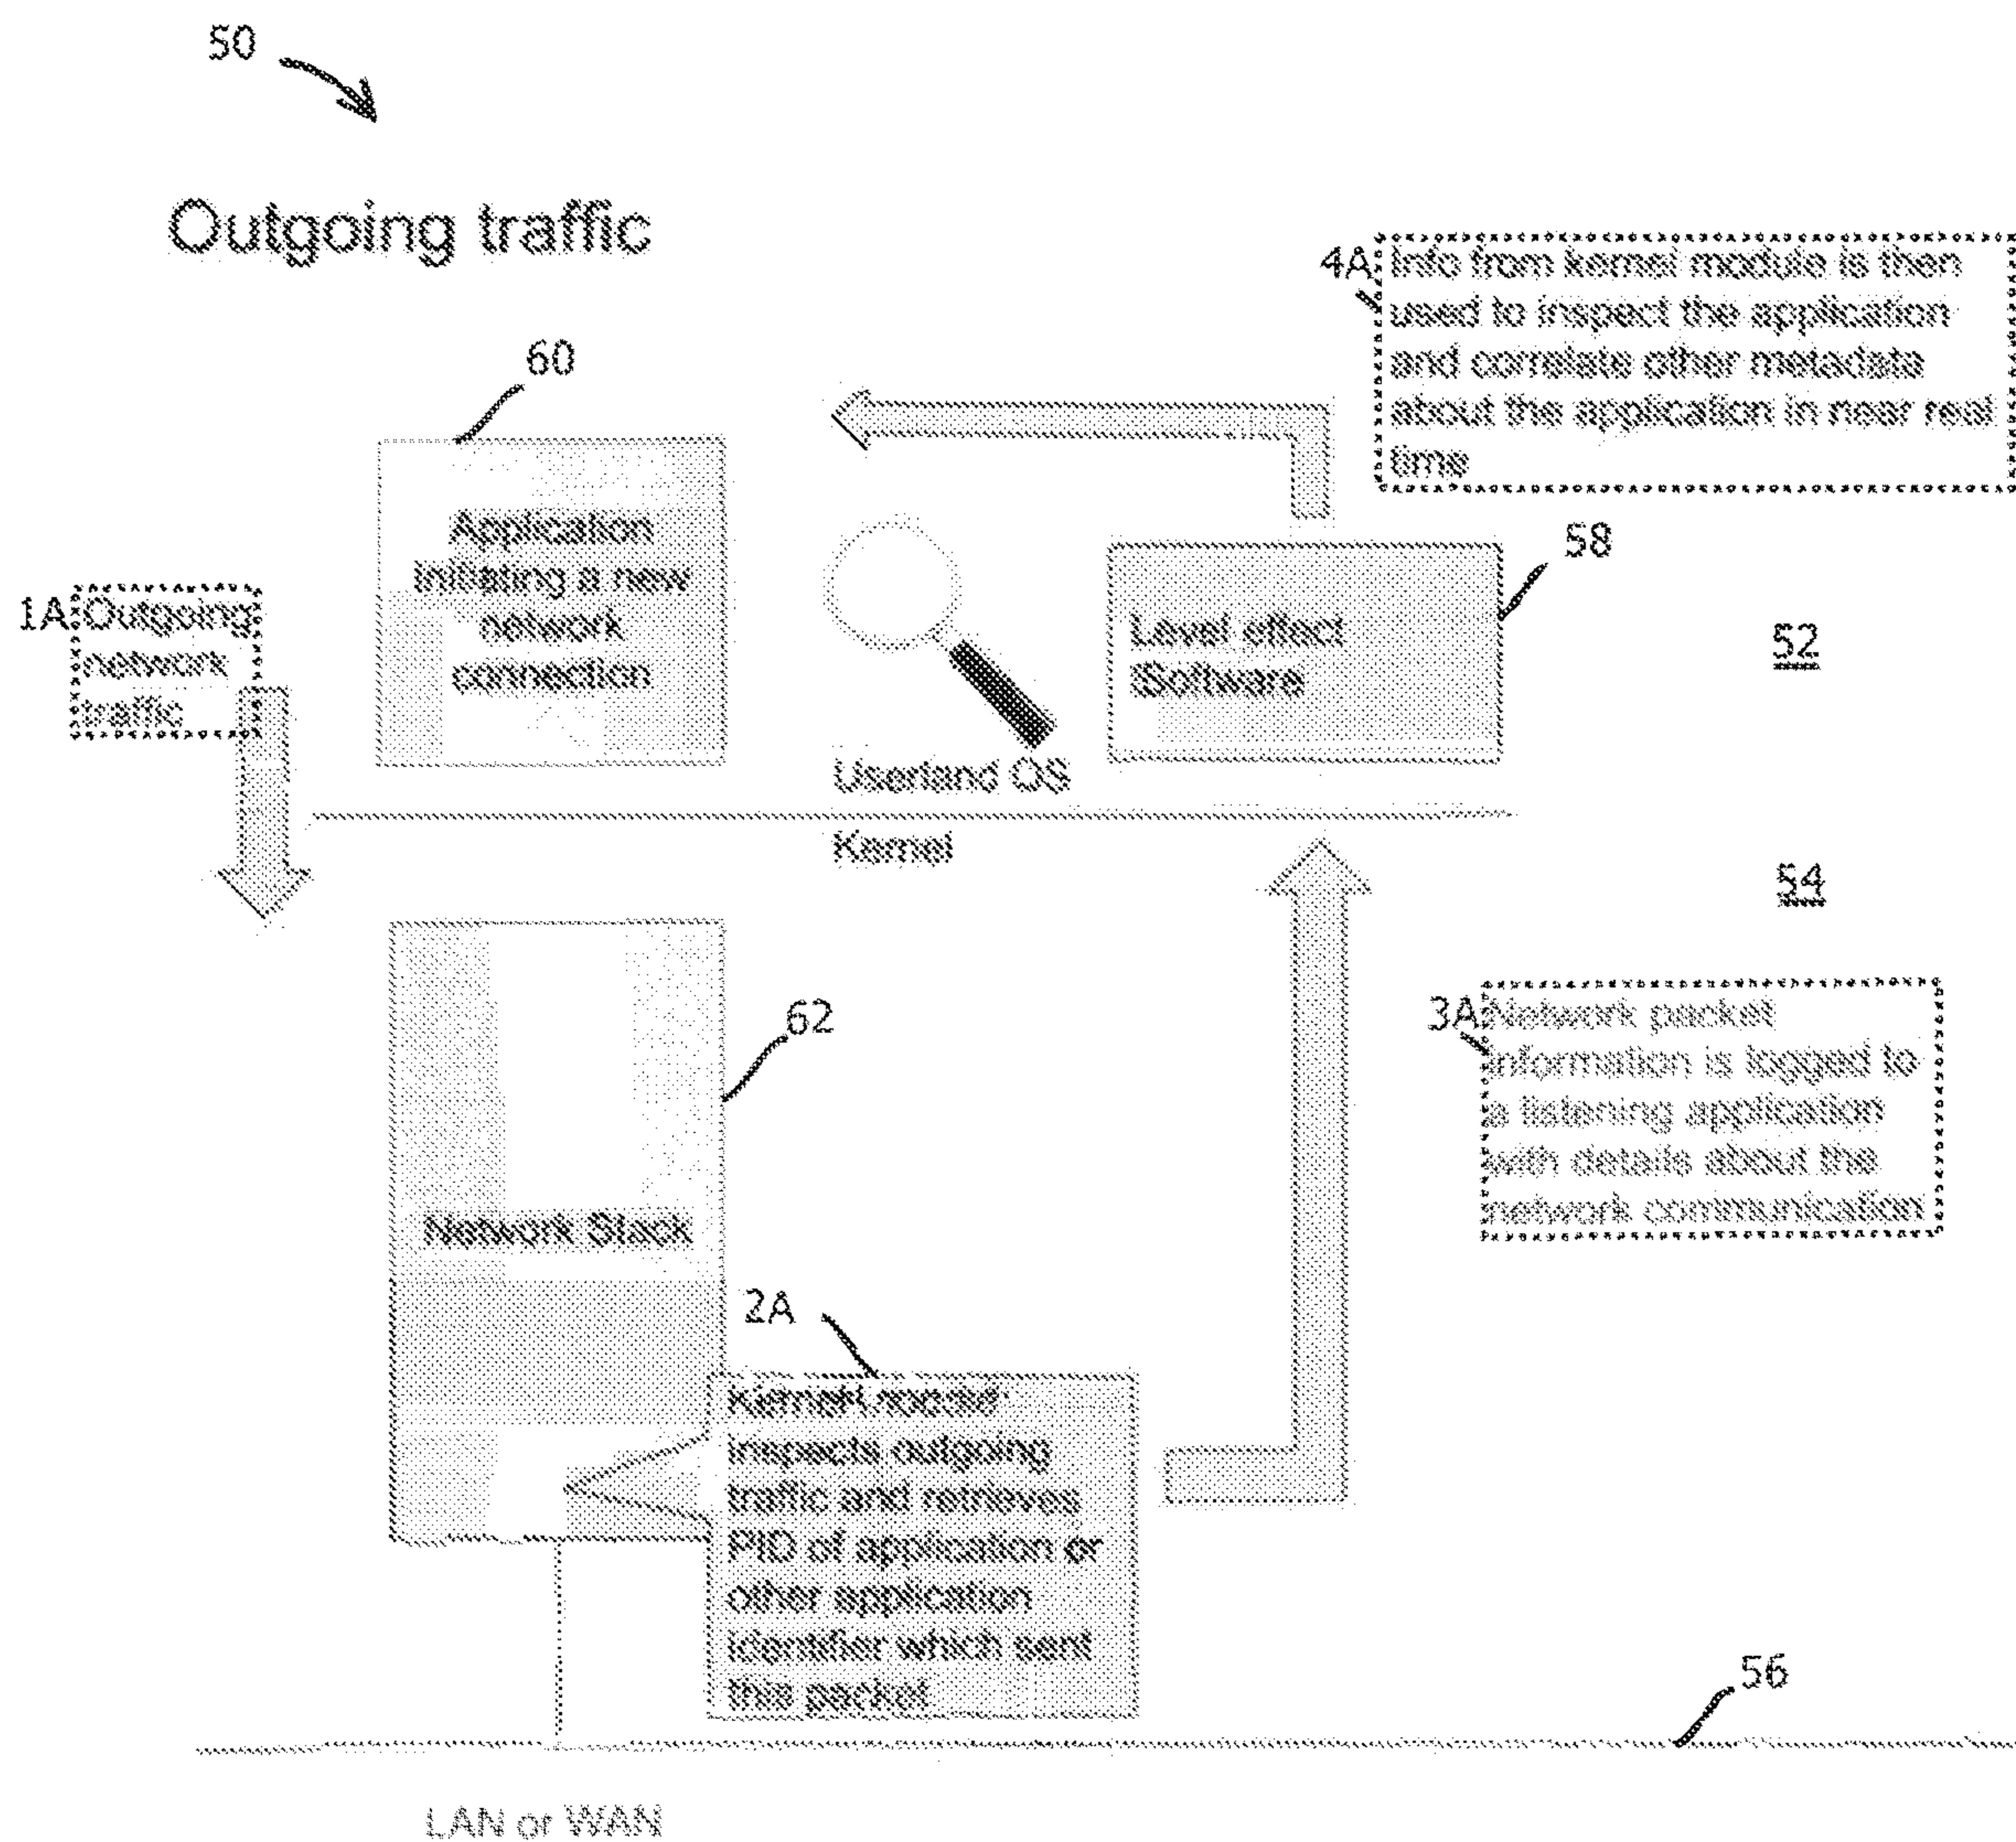 50
Outgoing traffic
4A
Info from kernel module is then
used to inspect the application
and correlate other metadata
about the application in near real
time
60
Application
Initiating a new
network
connection
58
Level effect
Software
52
1A
Outgoing
network
traffic
Userland OS
Kernel
54
62
3A
Network packet
information is logged to
a listening application
with details about the
network communication
Network Stack
2A
Kernel
inspects outgoing
traffic and retrieves
PID of application or
other application
identifier which sent
this packet
56
LAN or WAN